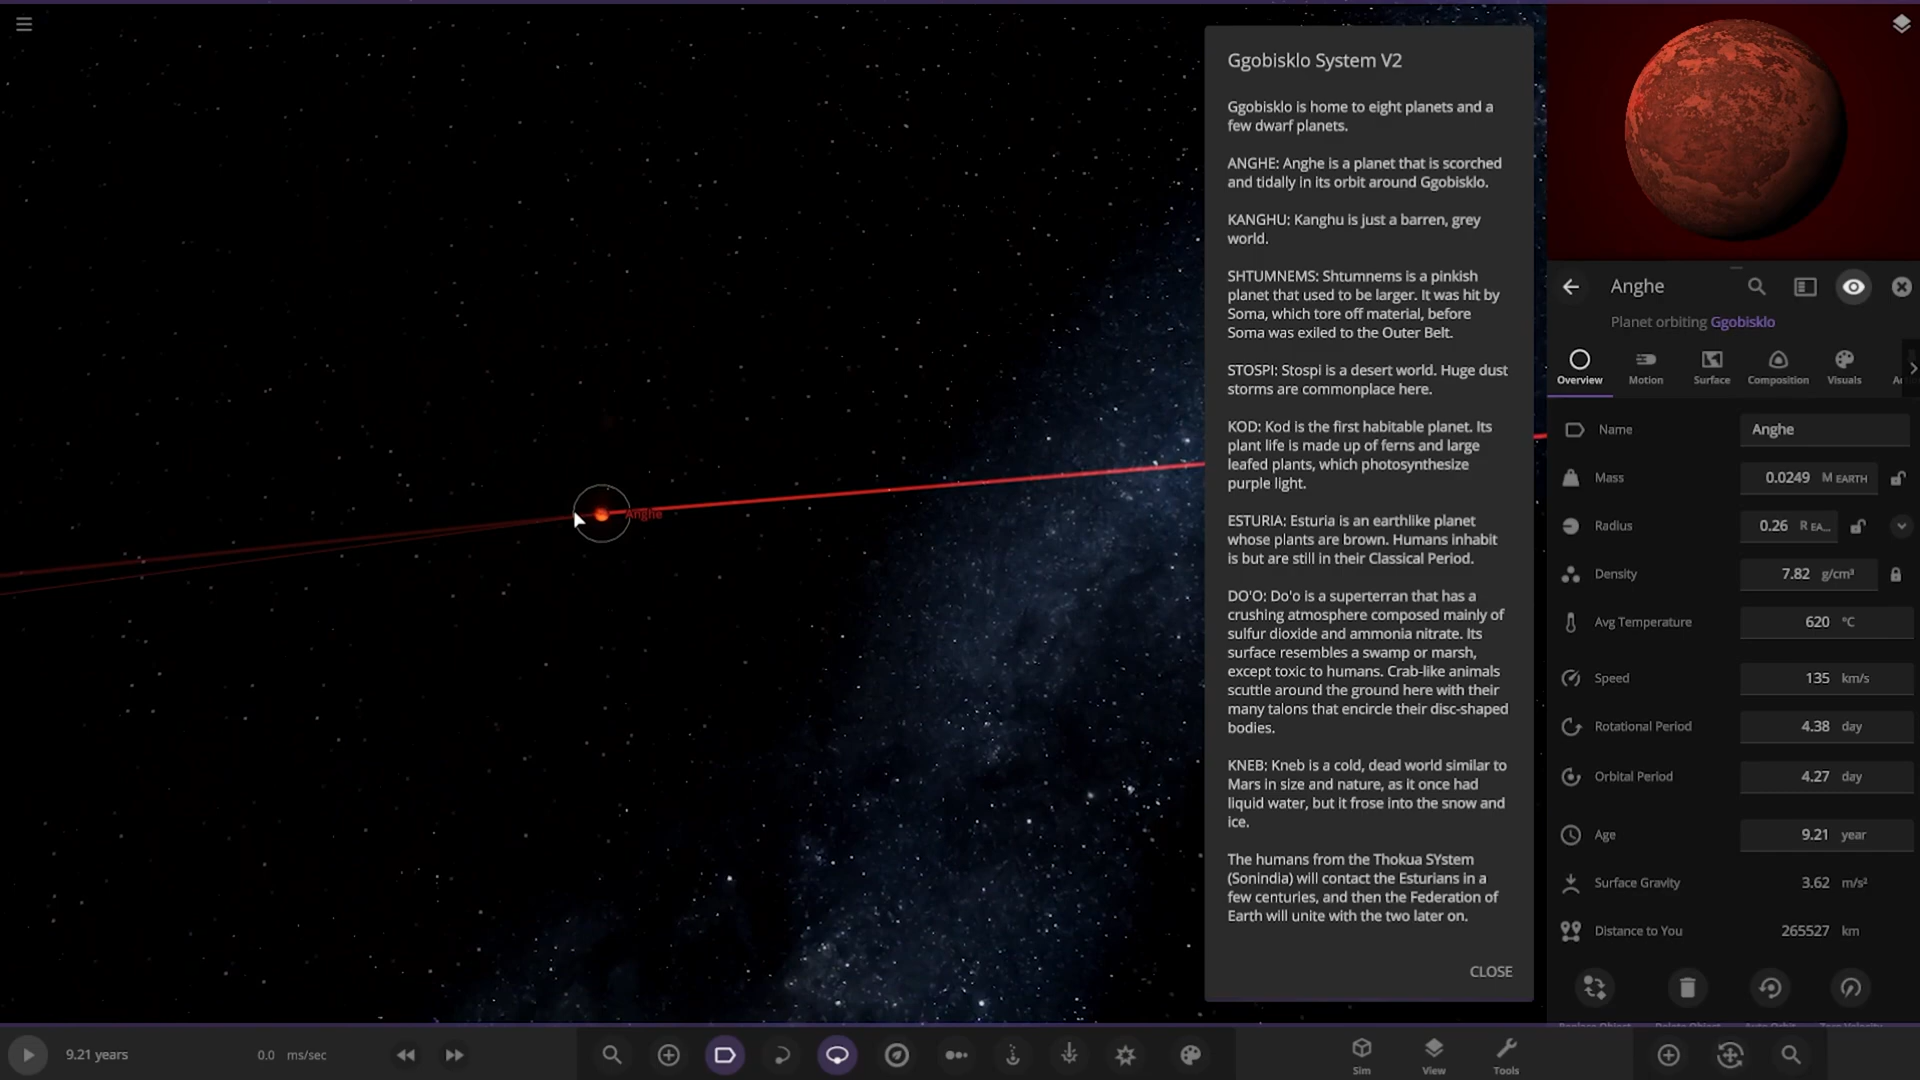 Ggobisklo System V2
Ggobisklo is home to eight planets and a
few dwarf planets.
ANGHE: Anghe is a planet that is scorched
and tidally in its orbit around Ggobisklo.
KANGHU: Kanghu is just a barren, grey
world.
SHTUMNEMS: Shtumnems is a pinkish
planet that used to be larger. It was hit by
Soma, which tore off material, before
Soma was exiled to the Outer Belt.
STOSPI: Stospi is a desert world. Huge dust
storms are commonplace here.
KOD: Kod is the first habitable planet. Its
plant life is made up of ferns and large
leafed plants, which photosynthesize
purple light.
ESTURIA: Esturia is an earthlike planet
whose plants are brown. Humans inhabit
is but are still in their Classical Period.
DO'O: Do'o is a superterran that has a
crushing atmosphere composed mainly of
sulfur dioxide and ammonia nitrate. Its
surface resembles a swamp or marsh,
except toxic to humans. Crab-like animals
scuttle around the ground here with their
many talons that encircle their disc-shaped
bodies.
KNEB: Kneb is a cold, dead world similar to
Mars in size and nature, as it once had
liquid water, but it frose into the snow and
ice.
The humans from the Thokua SYstem
(Sonindia) will contact the Esturians in a
few centuries, and then the Federation of
Earth will unite with the two later on.
CLOSE
Anghe
Anghe
Planet orbiting Ggobisklo
Overview Motion Surface Composition Visuals
Name Anghe
Mass 0.0249 M EARTH
Radius 0.26 R EA...
Density 7.82 g/cm³
Avg Temperature 620 °C
Speed 135 km/s
Rotational Period 4.38 day
Orbital Period 4.27 day
Age 9.21 year
Surface Gravity 3.62 m/s²
Distance to You 265527 km
9.21 years 0.0 ms/sec
Sim View Tools